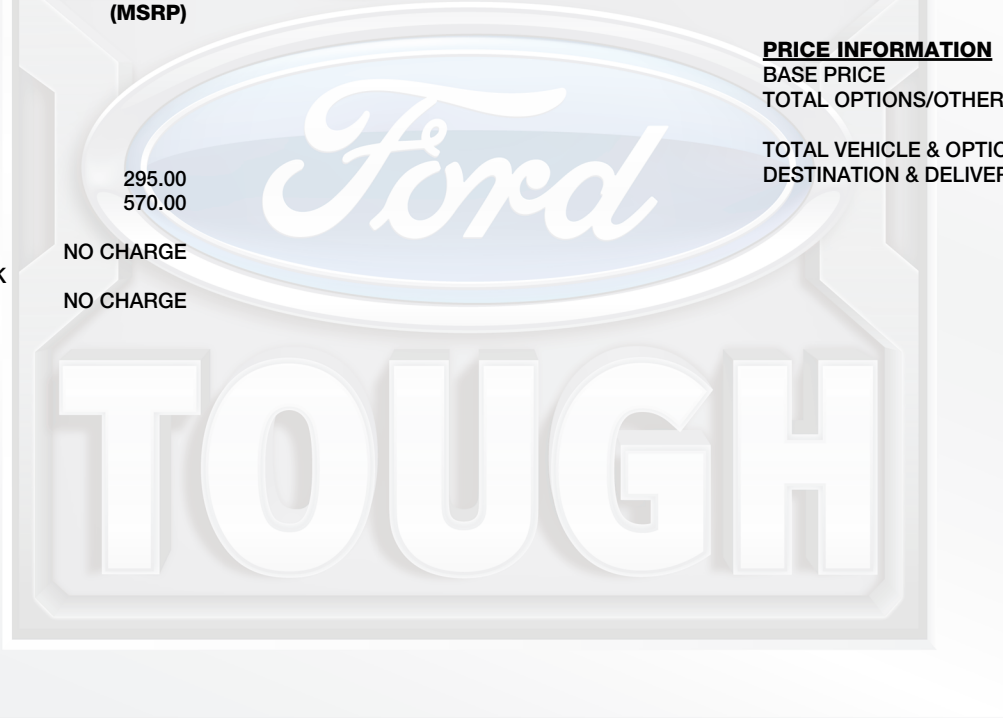 (MSRP)
295.00
570.00
NO CHARGE
K
NO CHARGE
PRICE INFORMATION
BASE PRICE
TOTAL OPTIONS/OTHER
TOTAL VEHICLE & OPTIO
DESTINATION & DELIVER
Ford
TOUGH